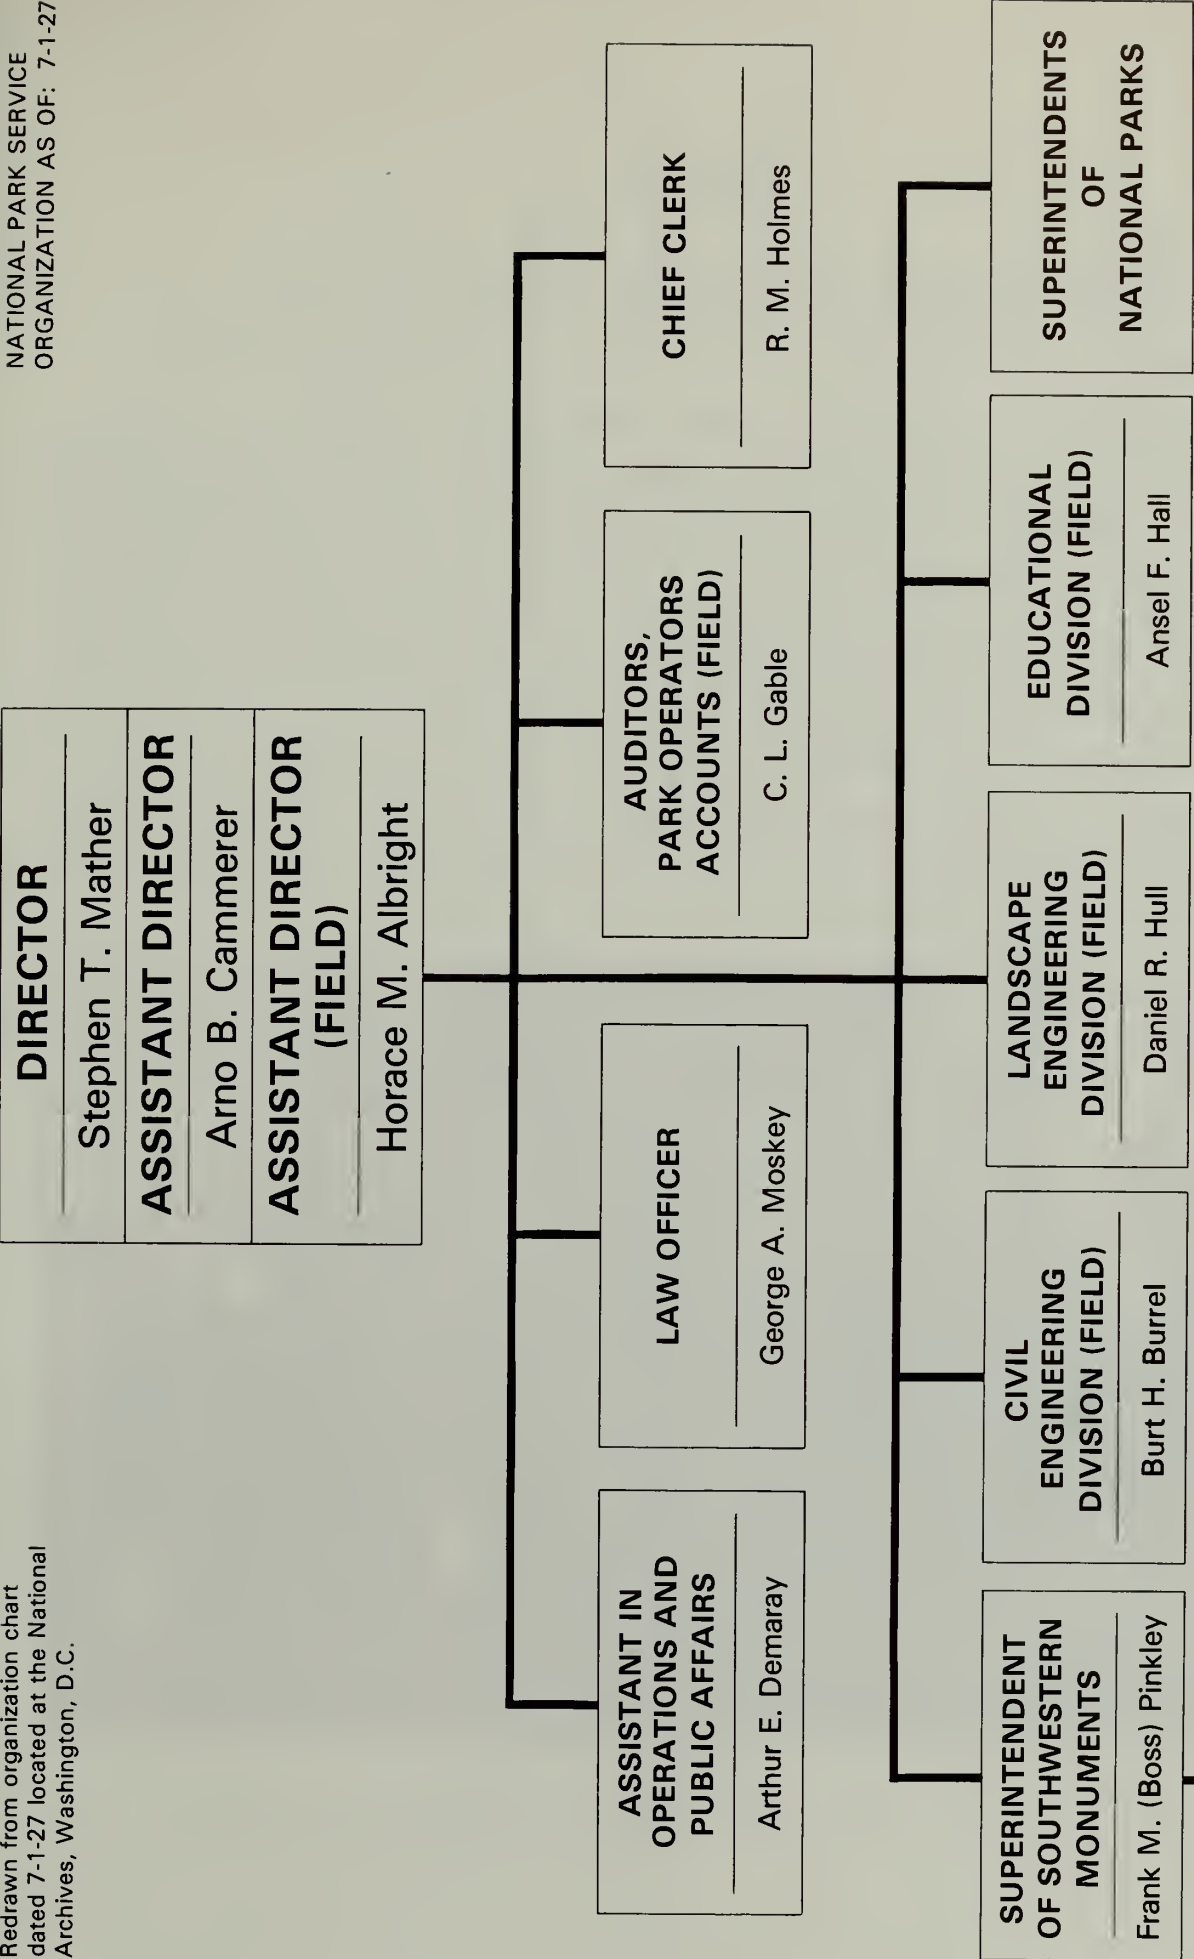 Redrawn from organization chart
dated 7-1-27 located at the National
Archives, Washington, D.C.
NATIONAL PARK SERVICE
ORGANIZATION AS OF: 7-1-27
DIRECTOR
Stephen T. Mather
ASSISTANT DIRECTOR
Arno B. Cammerer
ASSISTANT DIRECTOR
(FIELD)
Horace M. Albright
ASSISTANT IN
OPERATIONS AND
PUBLIC AFFAIRS
Arthur E. Demaray
LAW OFFICER
George A. Moskey
AUDITORS,
PARK OPERATORS
ACCOUNTS (FIELD)
C. L. Gable
CHIEF CLERK
R. M. Holmes
SUPERINTENDENT
OF SOUTHWESTERN
MONUMENTS
Frank M. (Boss) Pinkley
CIVIL
ENGINEERING
DIVISION (FIELD)
Burt H. Burrel
LANDSCAPE
ENGINEERING
DIVISION (FIELD)
Daniel R. Hull
EDUCATIONAL
DIVISION (FIELD)
Ansel F. Hall
SUPERINTENDENTS
OF
NATIONAL PARKS